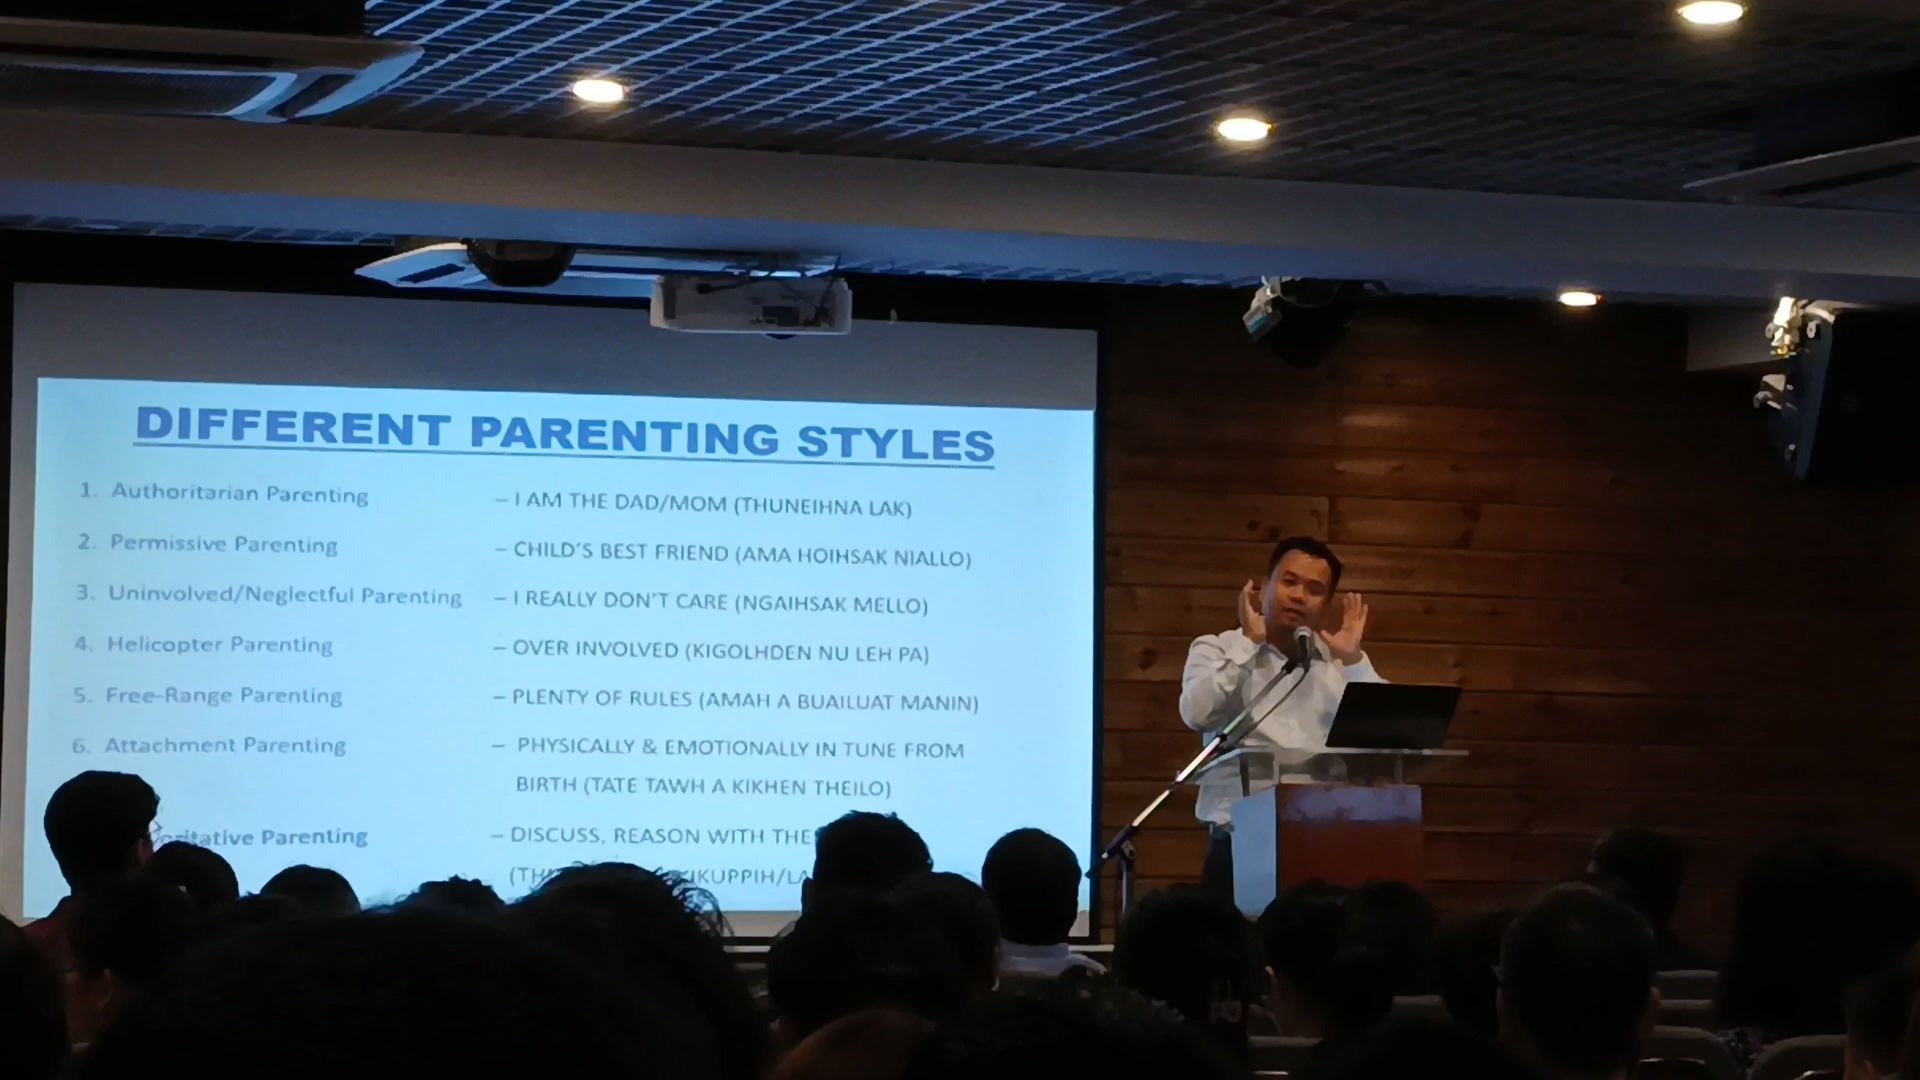 DIFFERENT PARENTING STYLES
1. Authoritarian Parenting – I AM THE DAD/MOM (THUNEIHNA LAK)
2. Permissive Parenting – CHILD'S BEST FRIEND (AMA HOIHSAK NIALLO)
3. Uninvolved/Neglectful Parenting – I REALLY DON'T CARE (NGAIHSAK MELLO)
4. Helicopter Parenting – OVER INVOLVED (KIGOLHDEN NU LEH PA)
5. Free-Range Parenting – PLENTY OF RULES (AMAH A BUAILUAT MANIN)
6. Attachment Parenting – PHYSICALLY & EMOTIONALLY IN TUNE FROM
BIRTH (TATE TAWH A KIKHEN THEILO)
Parenting – DISCUSS, REASON WITH THE